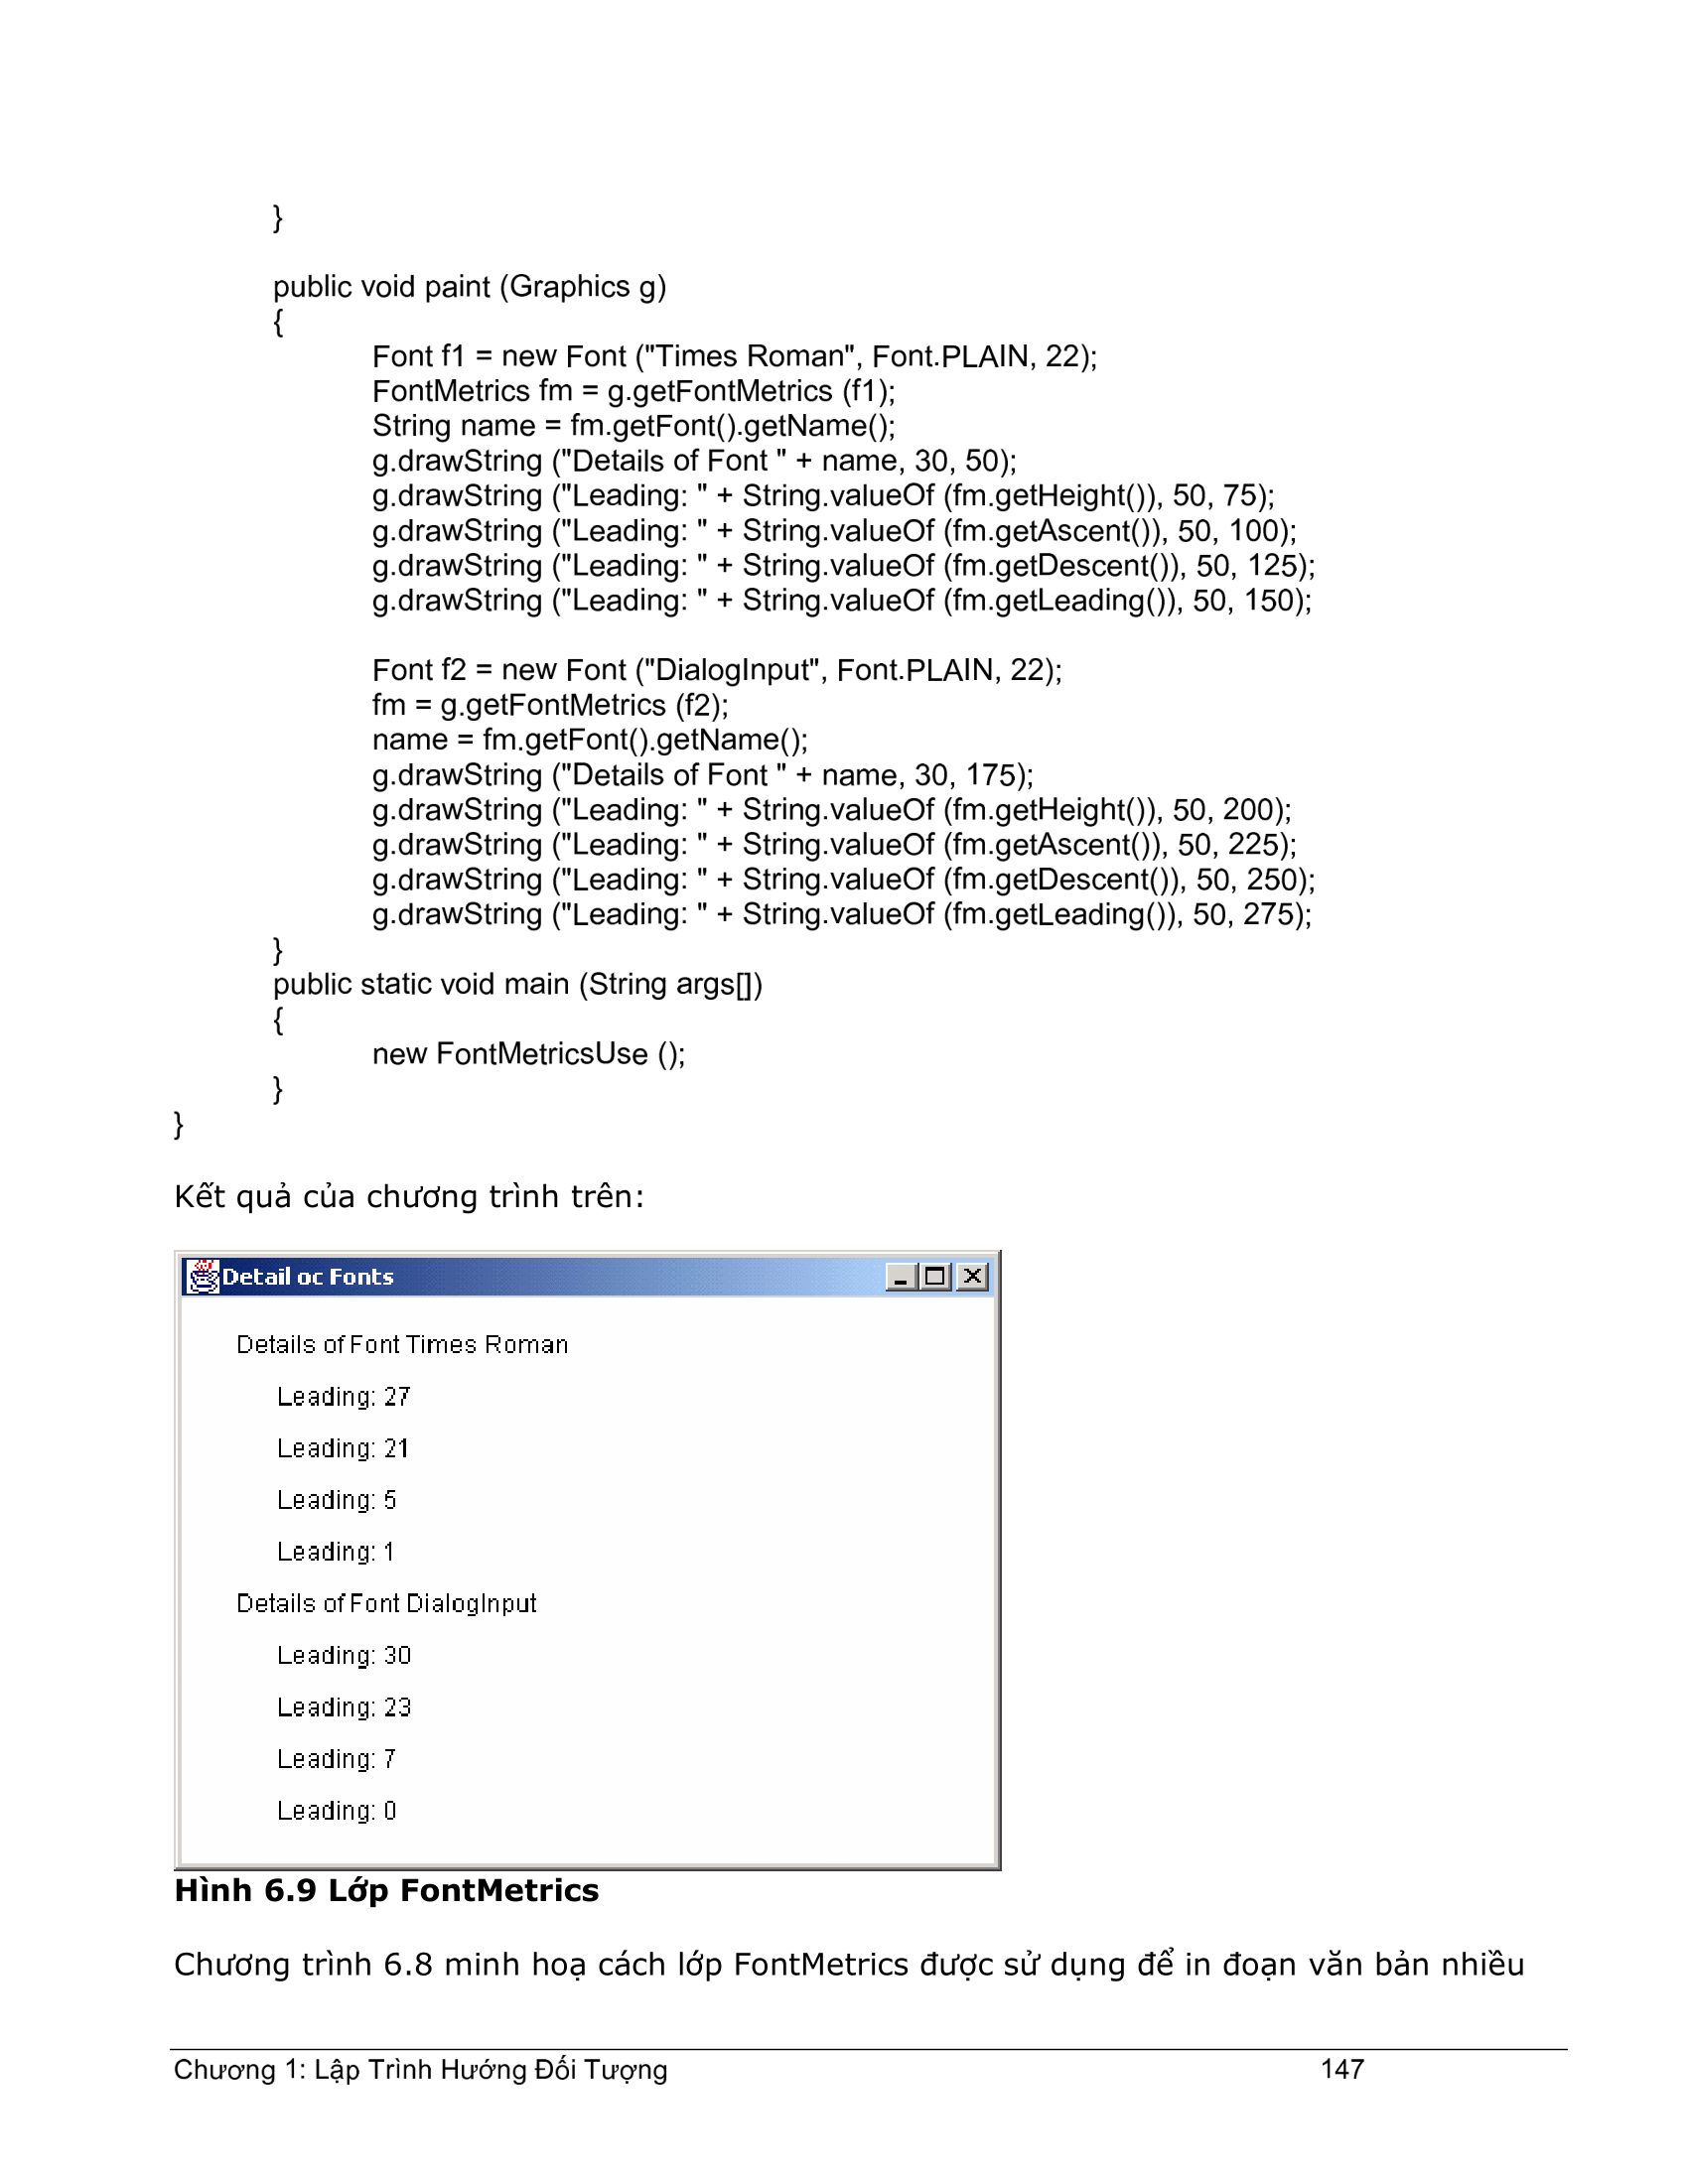 }
public void paint (Graphics g)
{
Font f1 = new Font ("Times Roman", Font.PLAIN, 22);
FontMetrics fm = g.getFontMetrics (f1);
String name = fm.getFont().getName();
g.drawString ("Details of Font " + name, 30, 50);
g.drawString ("Leading: " + String.valueOf (fm.getHeight()), 50, 75);
g.drawString ("Leading: " + String.valueOf (fm.getAscent()), 50, 100);
g.drawString ("Leading: " + String.valueOf (fm.getDescent()), 50, 125);
g.drawString ("Leading: " + String.valueOf (fm.getLeading()), 50, 150);
Font f2 = new Font ("DialogInput", Font.PLAIN, 22);
fm = g.getFontMetrics (f2);
name = fm.getFont().getName();
g.drawString ("Details of Font " + name, 30, 175);
g.drawString ("Leading: " + String.valueOf (fm.getHeight()), 50, 200);
g.drawString ("Leading: " + String.valueOf (fm.getAscent()), 50, 225);
g.drawString ("Leading: " + String.valueOf (fm.getDescent()), 50, 250);
g.drawString ("Leading: " + String.valueOf (fm.getLeading()), 50, 275);
}
public static void main (String args[])
{
new FontMetricsUse ();
}
}
Kết quả của chương trình trên:
Detail oc Fonts
Details of Font Times Roman
Leading: 27
Leading: 21
Leading: 5
Leading: 1
Details of Font DialogInput
Leading: 30
Leading: 23
Leading: 7
Leading: 0
Hình 6.9 Lớp FontMetrics
Chương trình 6.8 minh hoạ cách lớp FontMetrics được sử dụng để in đoạn văn bản nhiều
Chương 1: Lập Trình Hướng Đối Tượng 147